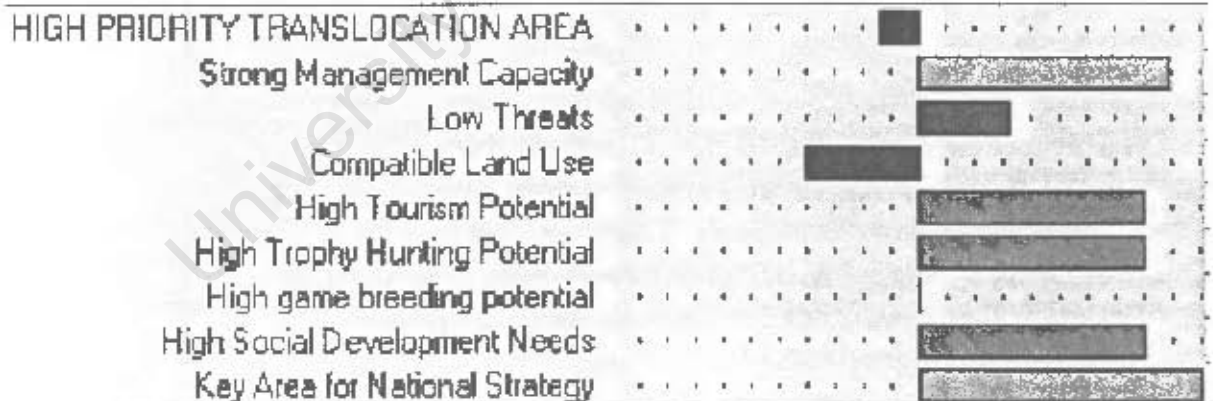 HIGH PRIORITY TRANSLOCATION AREA
Strong Management Capacity
Low Threats
Compatible Land Use
High Tourism Potential
High Trophy Hunting Potential
High game breeding potential
High Social Development Needs
Key Area for National Strategy
University